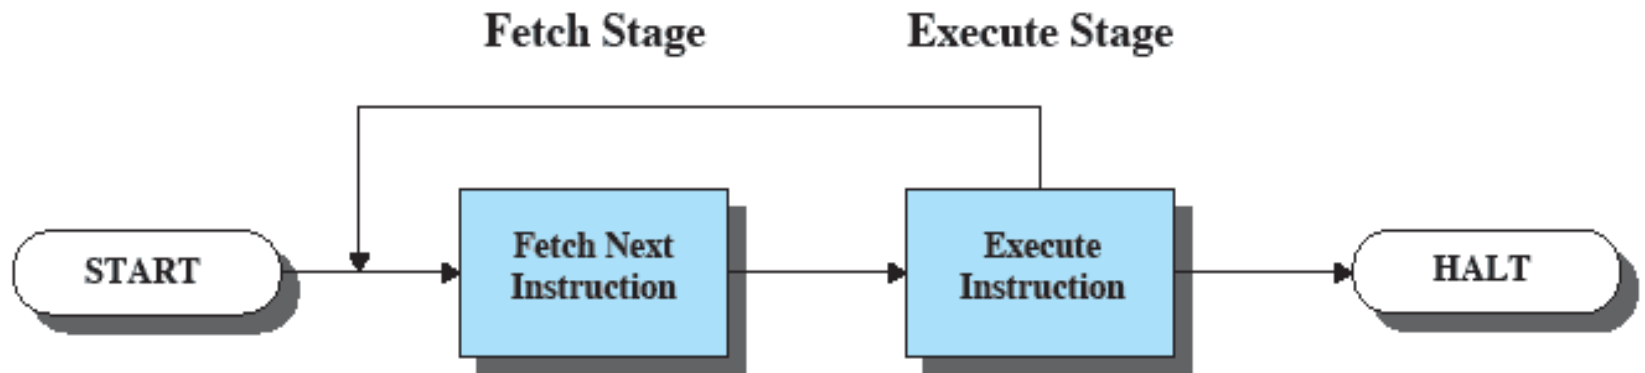 Fetch Stage
Execute Stage
START
Fetch Next
Instruction
Execute
Instruction
HALT